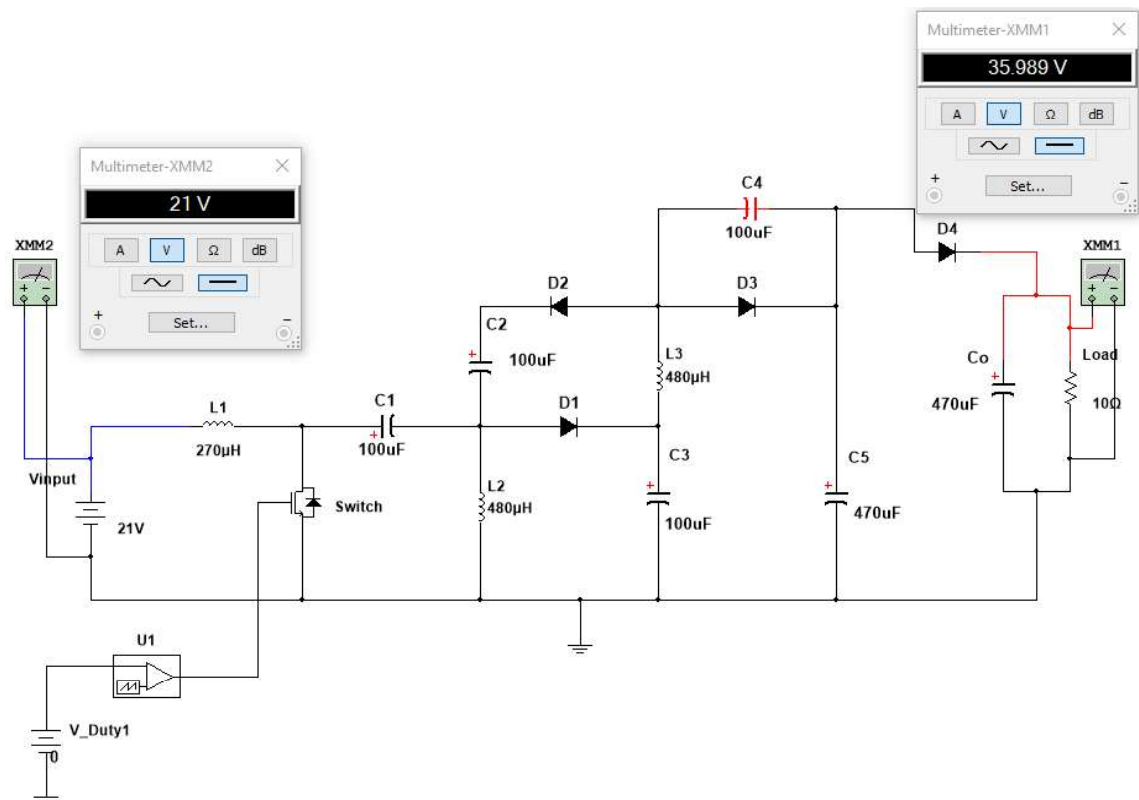 Multimeter-XMM1
35.989 V
A V Ω dB
Set...
+ −
Multimeter-XMM2
21 V
A V Ω dB
Set...
+ −
XMM2
+ −
XMM1
+ −
C4
100uF
D4
D2
D3
C2
+
100uF
L3
480µH
Co
+
470uF
Load
10Ω
L1
270µH
C1
+
100uF
D1
C3
+
100uF
C5
+
470uF
Vinput
21V
Switch
L2
480µH
U1
V_Duty1
0